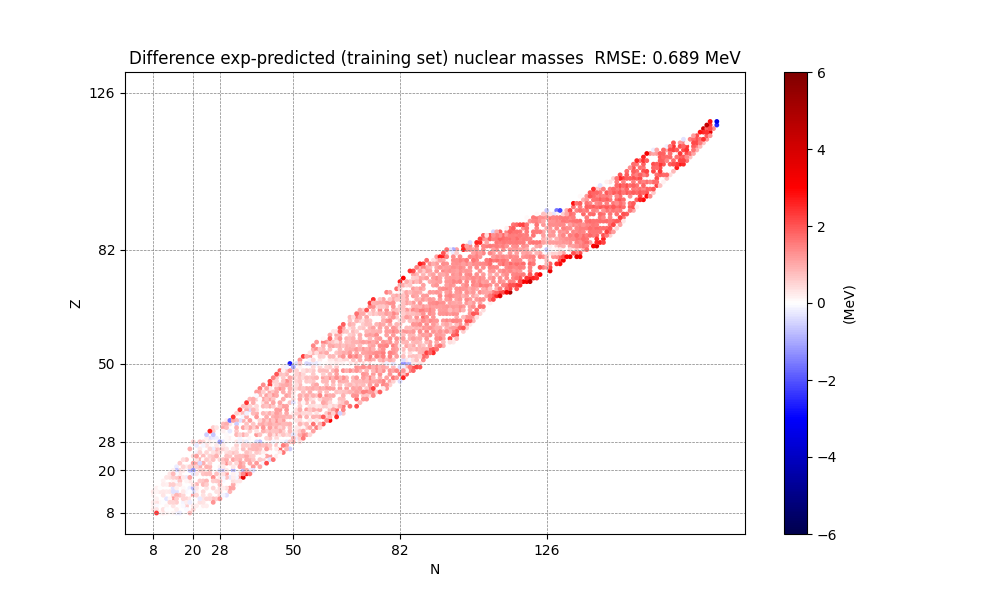 Difference exp-predicted (training set) nuclear masses  RMSE: 0.689 MeV
126
82
50
28
20
8
Z
8 20 28 50 82 126
N
6
4
2
0
−2
−4
−6
(MeV)